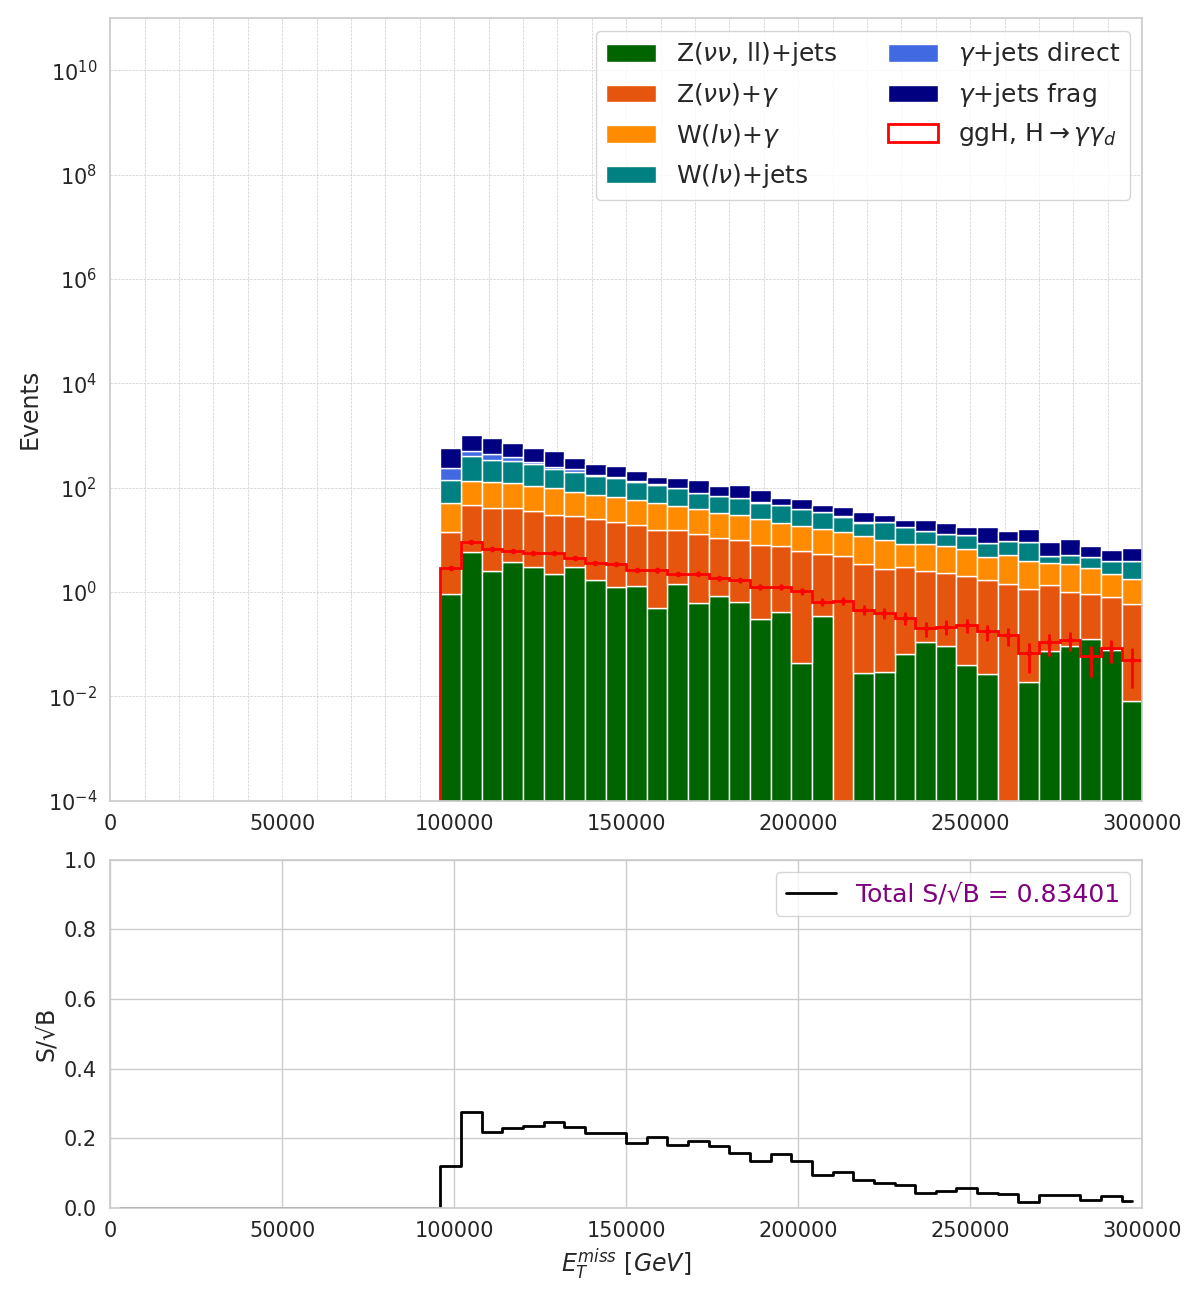 Z(νν, ll)+jets
Z(νν)+γ
W(lν)+γ
W(lν)+jets
γ+jets direct
γ+jets frag
ggH, H→γγ_d
Events
10^10
10^8
10^6
10^4
10^2
10^0
10^−2
10^−4
0 50000 100000 150000 200000 250000 300000
Total S/√B = 0.83401
S/√B
1.0
0.8
0.6
0.4
0.2
0.0
0 50000 100000 150000 200000 250000 300000
E_T^miss [GeV]